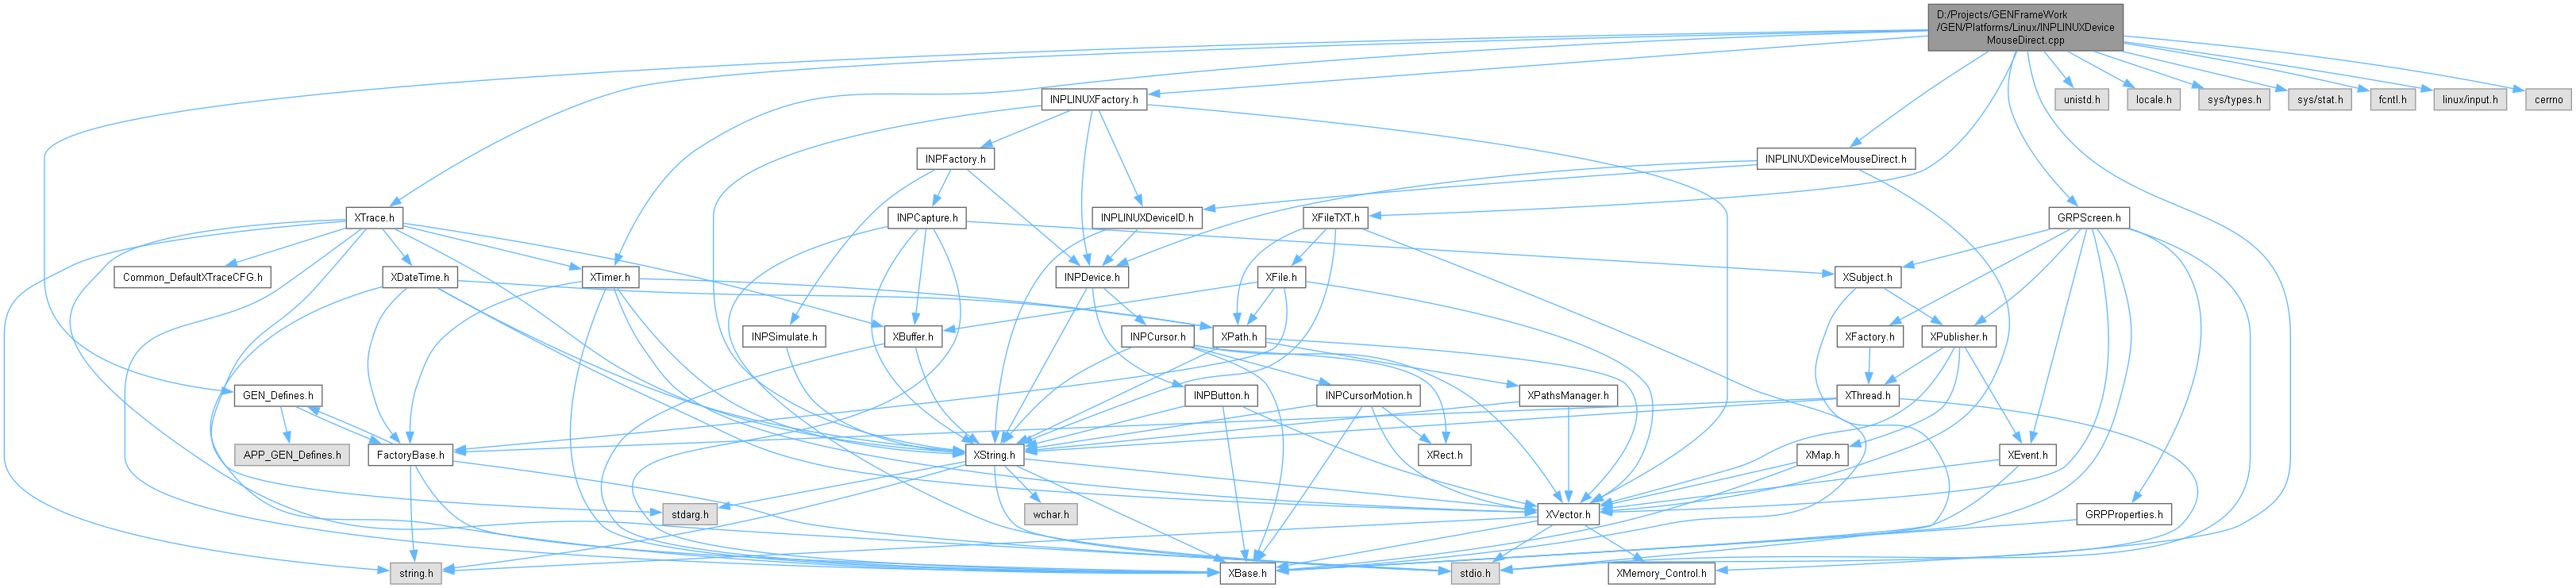 D:/Projects/GENFrameWork
/GEN/Platforms/Linux/INPLINUXDevice
MouseDirect.cpp
INPLINUXFactory.h
unistd.h
locale.h
sys/types.h
sys/stat.h
fcntl.h
linux/input.h
cerrno
INPFactory.h
INPLINUXDeviceMouseDirect.h
XTrace.h
INPCapture.h
INPLINUXDeviceID.h
XFileTXT.h
GRPScreen.h
Common_DefaultXTraceCFG.h
XDateTime.h
XTimer.h
INPDevice.h
XFile.h
XSubject.h
INPSimulate.h
XBuffer.h
INPCursor.h
XPath.h
XFactory.h
XPublisher.h
GEN_Defines.h
INPButton.h
INPCursorMotion.h
XPathsManager.h
XThread.h
APP_GEN_Defines.h
FactoryBase.h
XString.h
XRect.h
XMap.h
XEvent.h
stdarg.h
wchar.h
XVector.h
GRPProperties.h
string.h
XBase.h
stdio.h
XMemory_Control.h